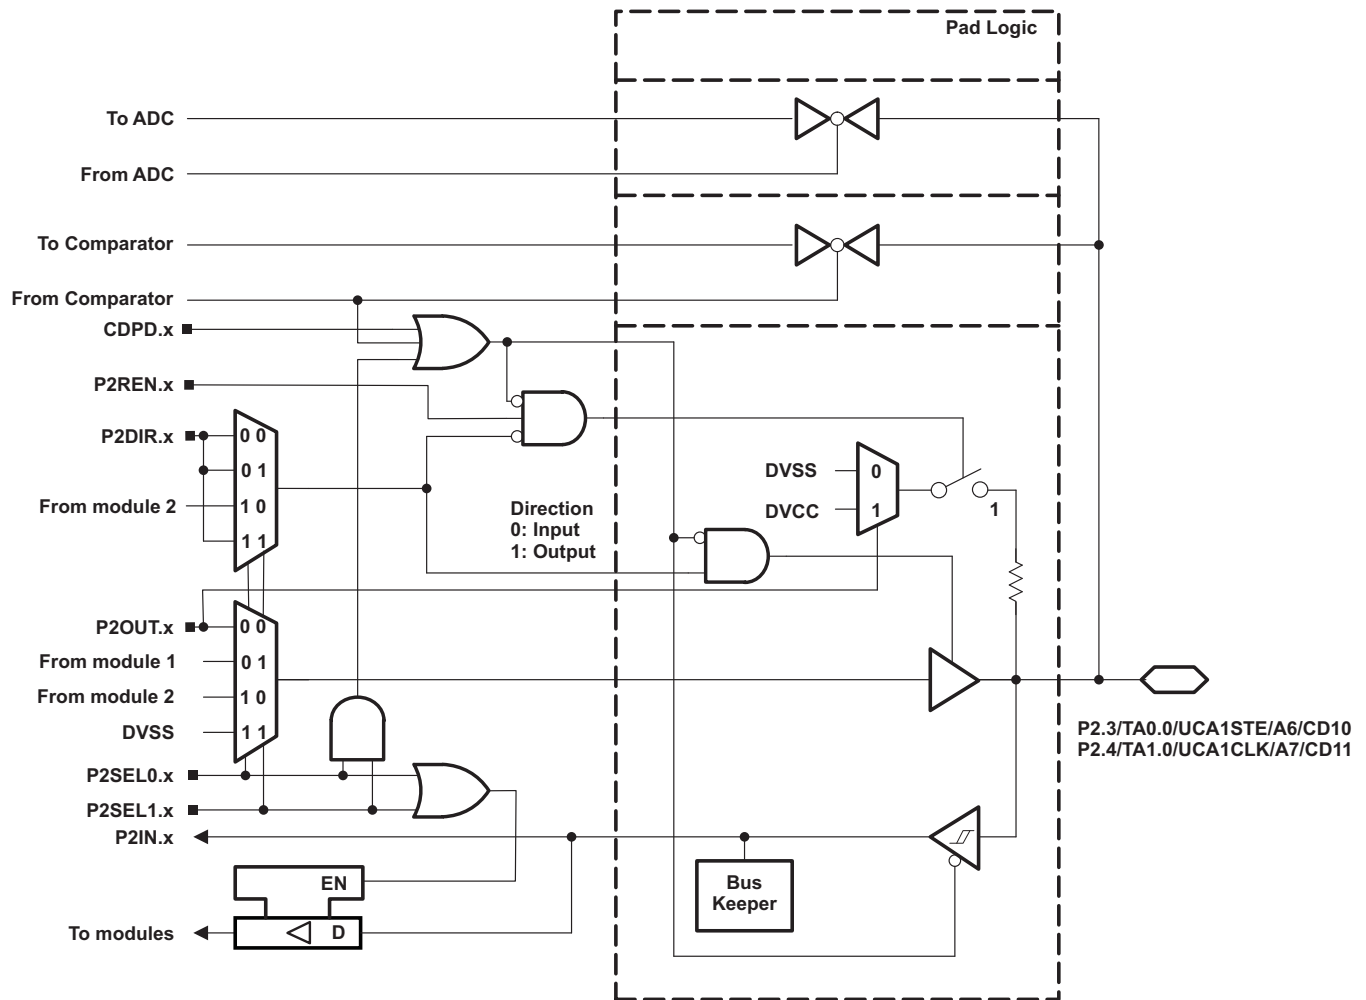 Pad Logic
To ADC
From ADC
To Comparator
From Comparator
CDPD.x
P2REN.x
P2DIR.x
0 0
0 1
From module 2
1 0
1 1
Direction
0: Input
1: Output
DVSS
0
DVCC
1
1
P2OUT.x
0 0
From module 1
0 1
From module 2
1 0
DVSS
1 1
P2.3/TA0.0/UCA1STE/A6/CD10
P2.4/TA1.0/UCA1CLK/A7/CD11
P2SEL0.x
P2SEL1.x
P2IN.x
EN
Bus
Keeper
To modules
D